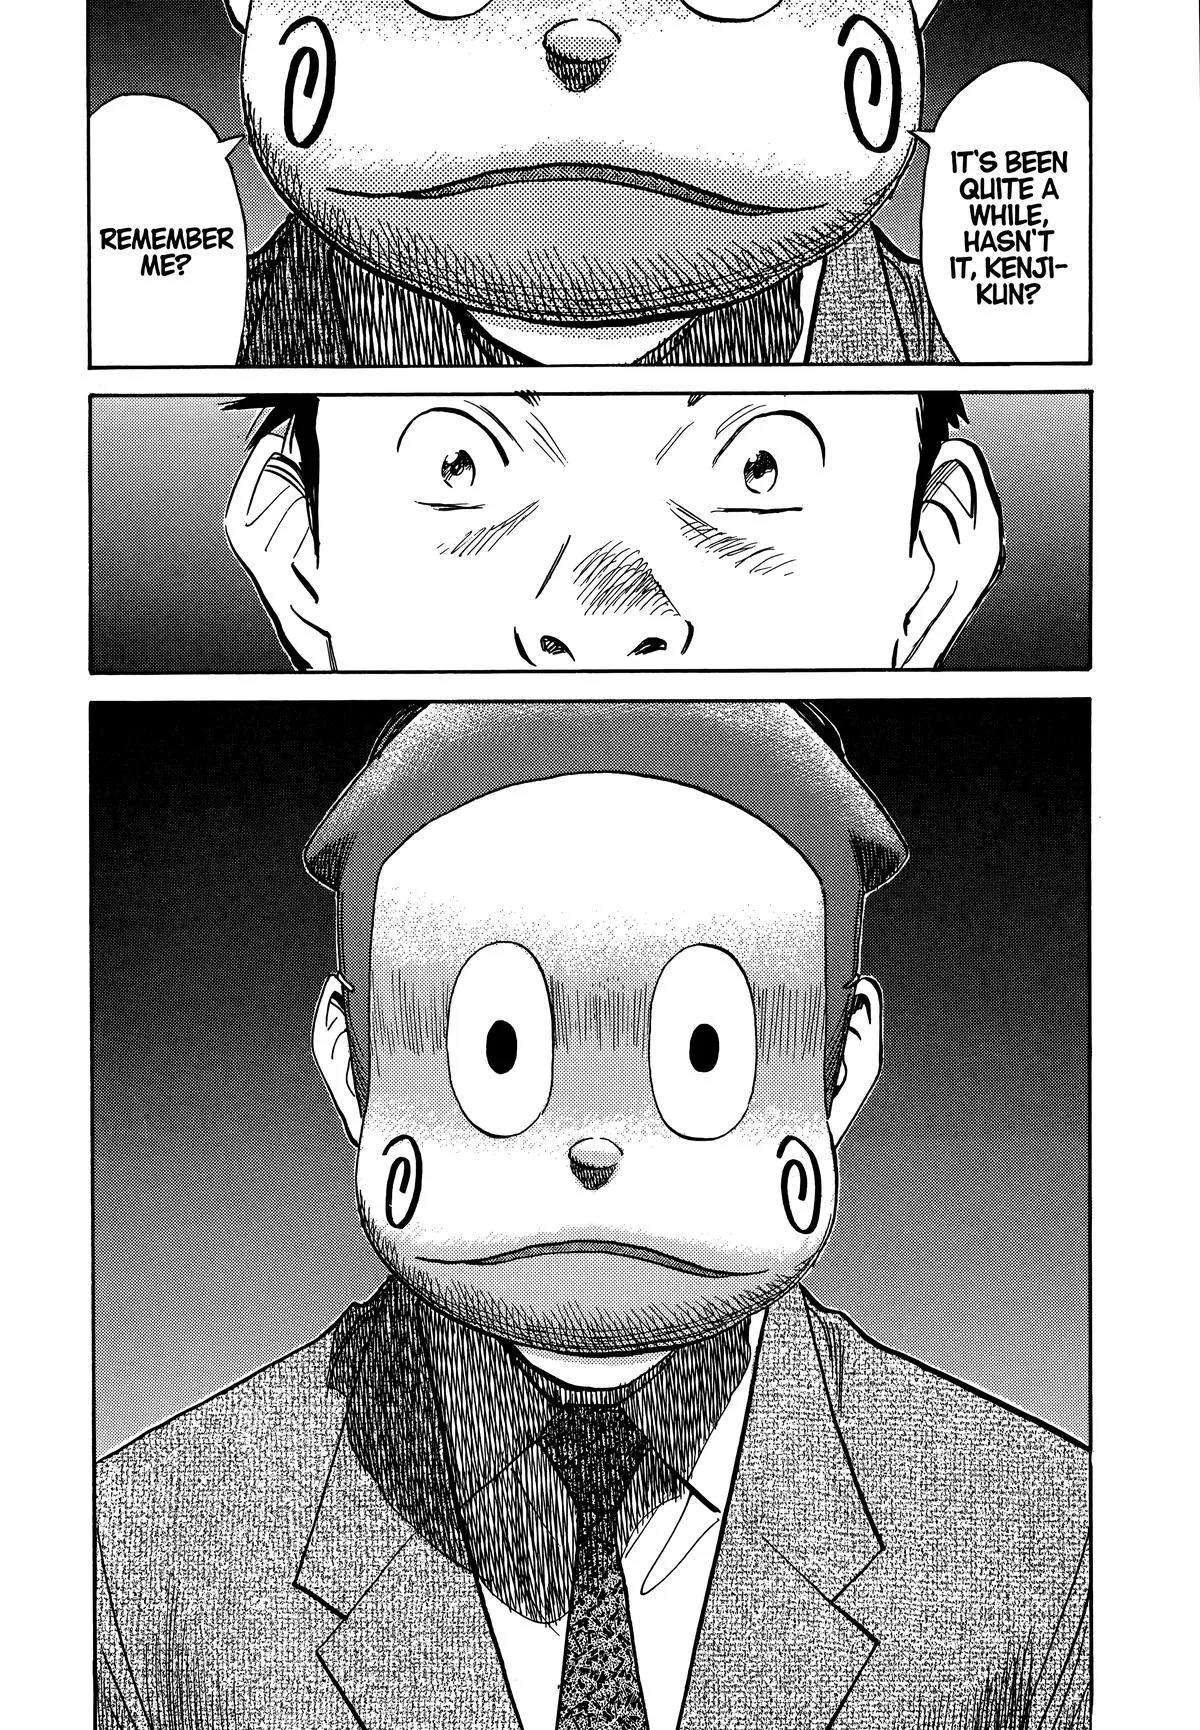 IT'S BEEN
QUITE A
WHILE,
HASN'T
IT, KENJI-
KUN?
REMEMBER
ME?